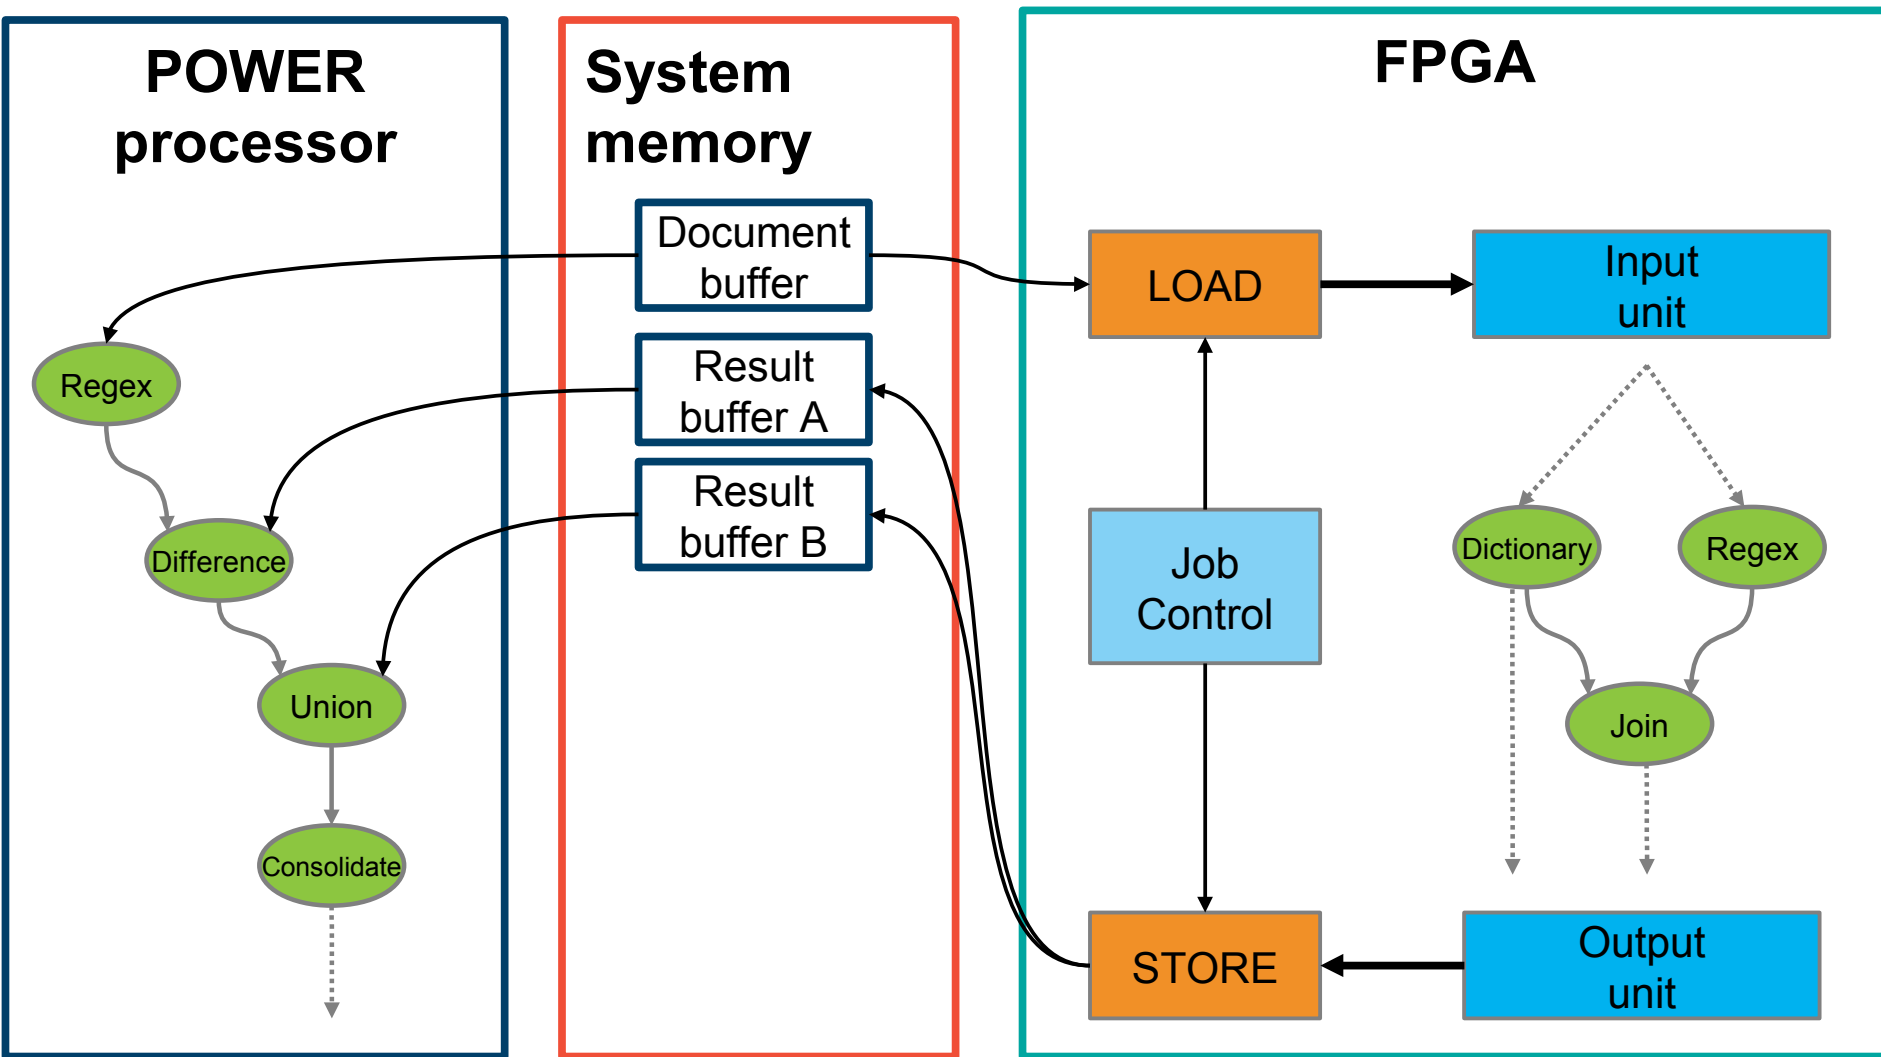 POWER
processor
System
memory
FPGA
Document
buffer
Result
buffer A
Result
buffer B
Regex
Difference
Union
Consolidate
LOAD
Input
unit
Job
Control
Dictionary
Regex
Join
STORE
Output
unit